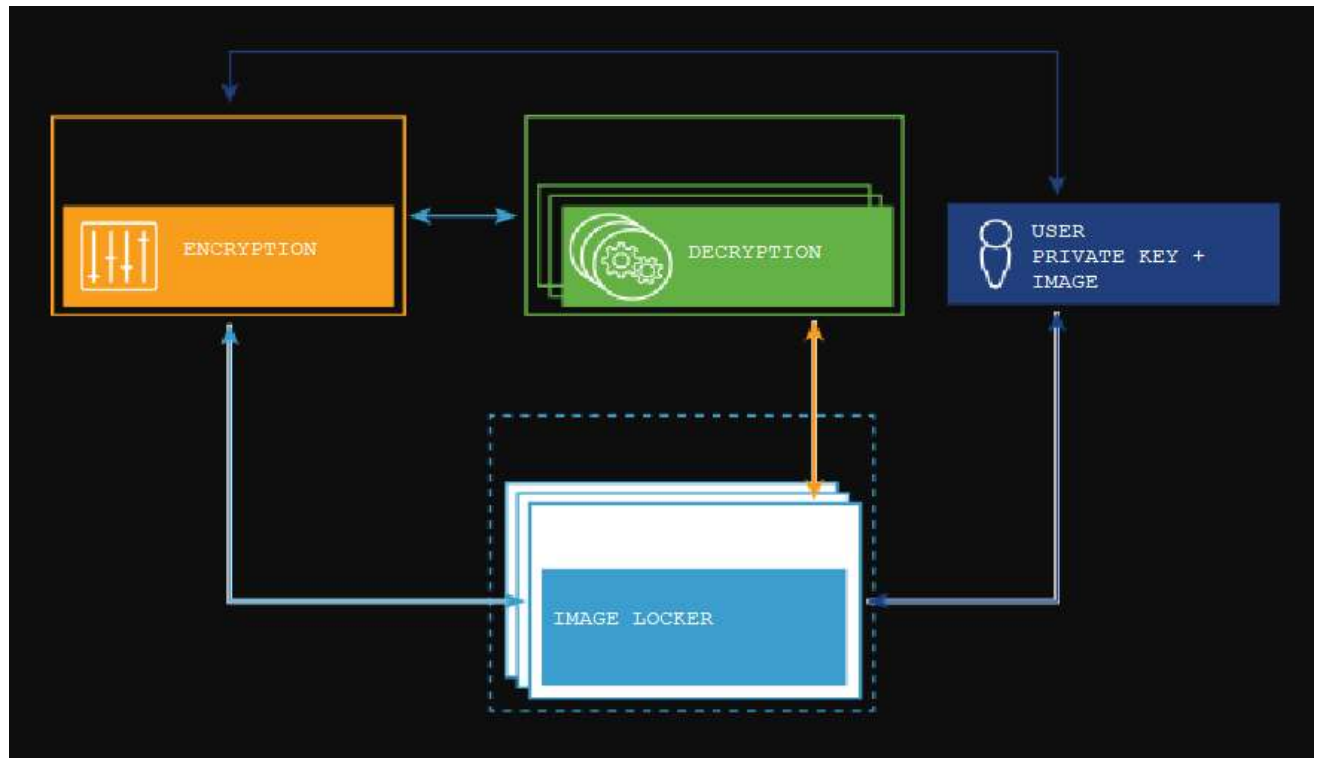 ENCRYPTION
DECRYPTION
USER
PRIVATE KEY +
IMAGE
IMAGE LOCKER